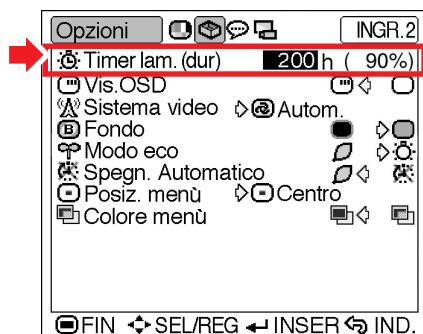 Opzioni INGR.2
Timer lam. (dur) 200 h ( 90%)
Vis.OSD
Sistema video Autom.
B Fondo
Modo eco
Spegn. Automatico
Posiz. menù Centro
Colore menù
FIN SEL/REG INSER IND.